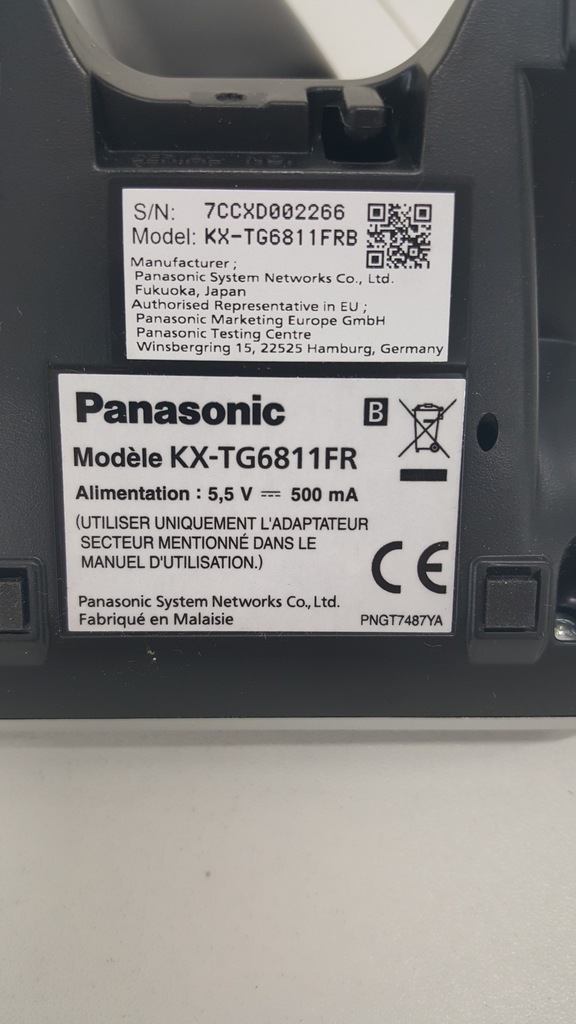 SERIAL NO.
S/N: 7CCXD002266
Model: KX-TG6811FRB
Manufacturer ;
Panasonic System Networks Co., Ltd.
Fukuoka, Japan
Authorised Representative in EU ;
Panasonic Marketing Europe GmbH
Panasonic Testing Centre
Winsbergring 15, 22525 Hamburg, Germany
Panasonic B
Modèle KX-TG6811FR
Alimentation : 5,5 V ⎓ 500 mA
(UTILISER UNIQUEMENT L'ADAPTATEUR
SECTEUR MENTIONNÉ DANS LE
MANUEL D'UTILISATION.)
CE
Panasonic System Networks Co., Ltd.
Fabriqué en Malaisie PNGT7487YA